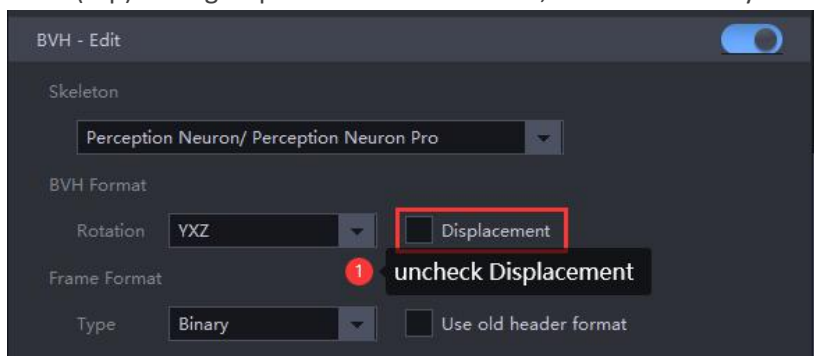 BVH - Edit
Skeleton
Perception Neuron/ Perception Neuron Pro
BVH Format
Rotation YXZ Displacement
1 uncheck Displacement
Frame Format
Type Binary Use old header format